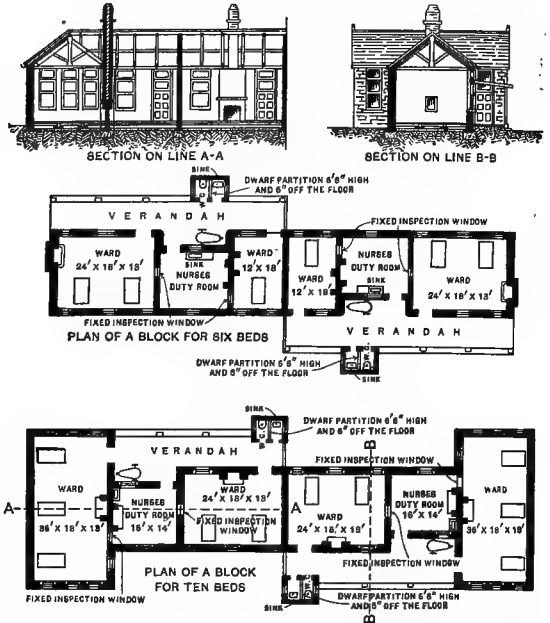 SECTION ON LINE A-A
SECTION ON LINE B-B
SINK
DWARF PARTITION 6'6" HIGH
AND 6" OFF THE FLOOR
VERANDAH
FIXED INSPECTION WINDOW
WARD
24' X 18' X 13'
SINK
NURSES
DUTY ROOM
WARD
12' X 18'
WARD
12' X 18'
NURSES
DUTY ROOM
SINK
WARD
24' X 18' X 13'
FIXED INSPECTION WINDOW
PLAN OF A BLOCK FOR SIX BEDS
VERANDAH
DWARF PARTITION 6'6" HIGH
AND 6" OFF THE FLOOR
W.C.
SINK
SINK
W.C.
DWARF PARTITION 6'6" HIGH
AND 6" OFF THE FLOOR
B
VERANDAH
FIXED INSPECTION WINDOW
A
WARD
36' X 18' X 13'
NURSES
DUTY ROOM
16' X 14'
WARD
24' X 18' X 13'
FIXED INSPECTION
WINDOW
A
WARD
24' X 18' X 13'
NURSES
DUTY ROOM
16' X 14'
WARD
36' X 18' X 13'
FIXED INSPECTION WINDOW
PLAN OF A BLOCK
FOR TEN BEDS
FIXED INSPECTION WINDOW
SINK
W.C.
DWARF PARTITION 6'6" HIGH
AND 6" OFF THE FLOOR
B